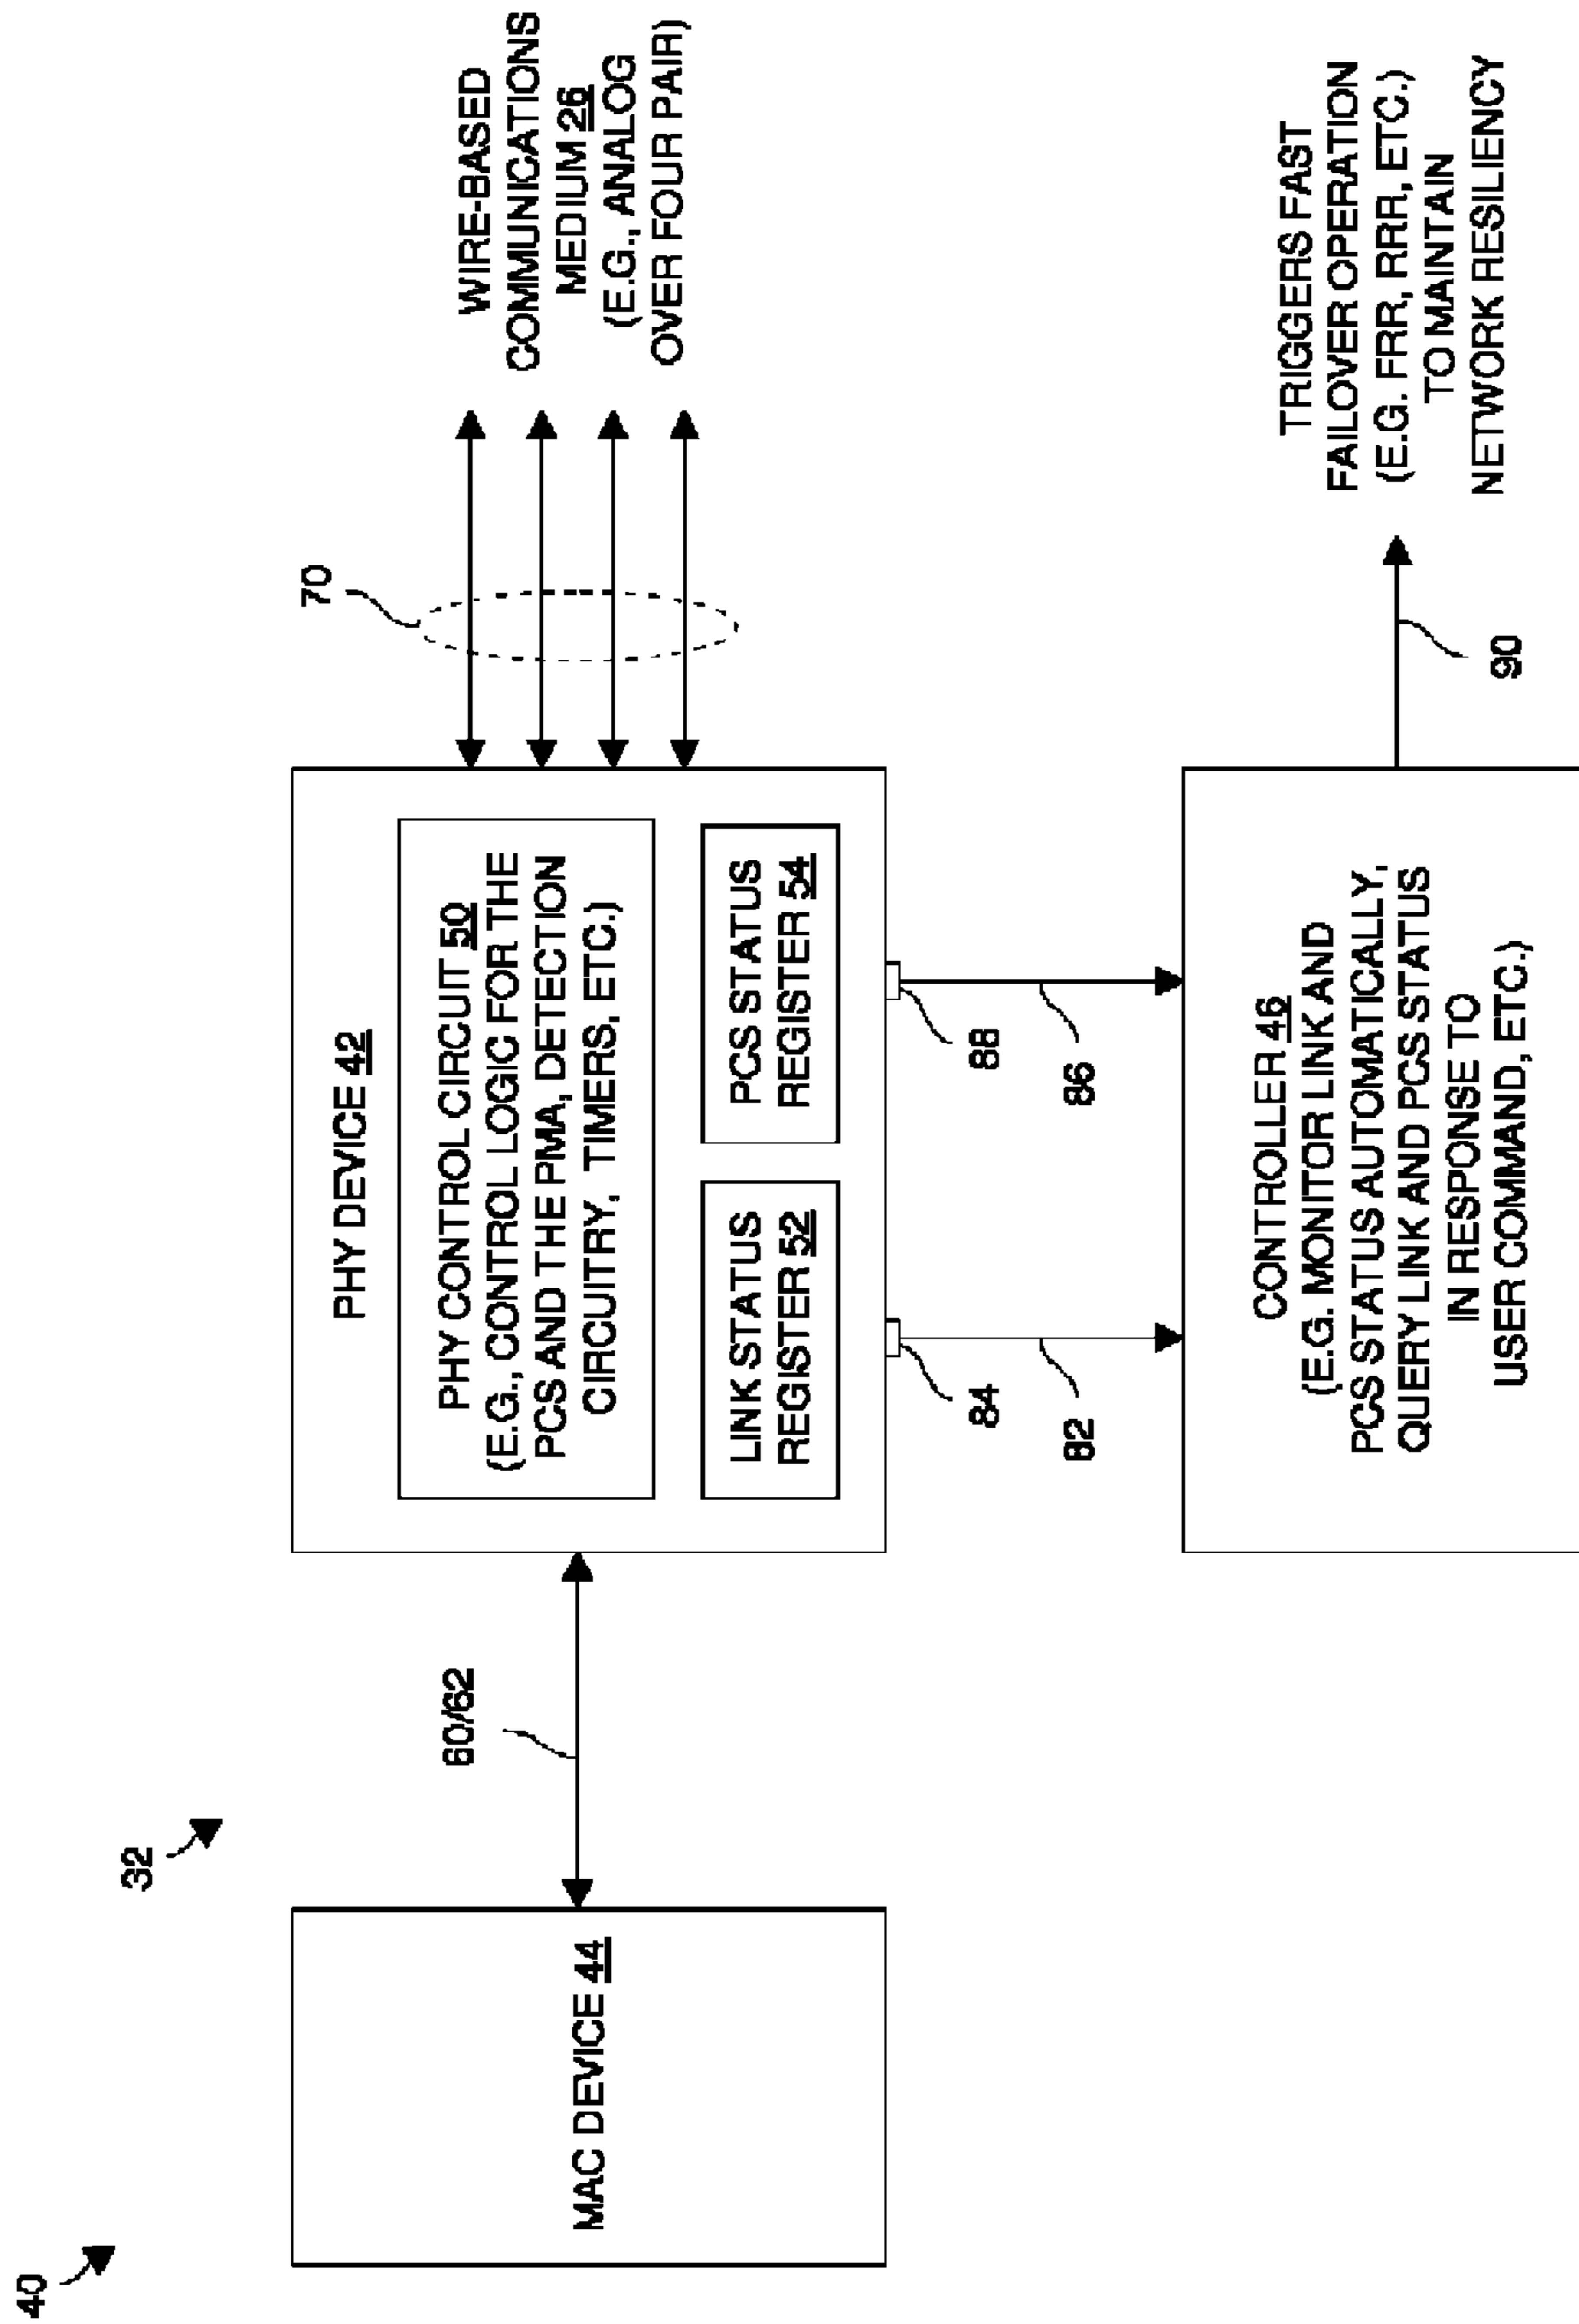 40
32
MAC DEVICE 44
60/62
PHY DEVICE 42
PHY CONTROL CIRCUIT 50
(E.G., CONTROL LOGIC FOR THE
PCS AND THE PMA, DETECTION
CIRCUITRY, TIMERS, ETC.)
LINK STATUS
REGISTER 52
PCS STATUS
REGISTER 54
70
WIRE-BASED
COMMUNICATIONS
MEDIUM 26
(E.G., ANALOG
OVER FOUR PAIR)
84
82
88
86
CONTROLLER 46
(E.G. MONITOR LINK AND
PCS STATUS AUTOMATICALLY,
QUERY LINK AND PCS STATUS
IN RESPONSE TO
USER COMMAND, ETC.)
90
TRIGGERS FAST
FAILOVER OPERATION
(E.G. FRR, RRR, ETC.)
TO MAINTAIN
NETWORK RESILIENCY